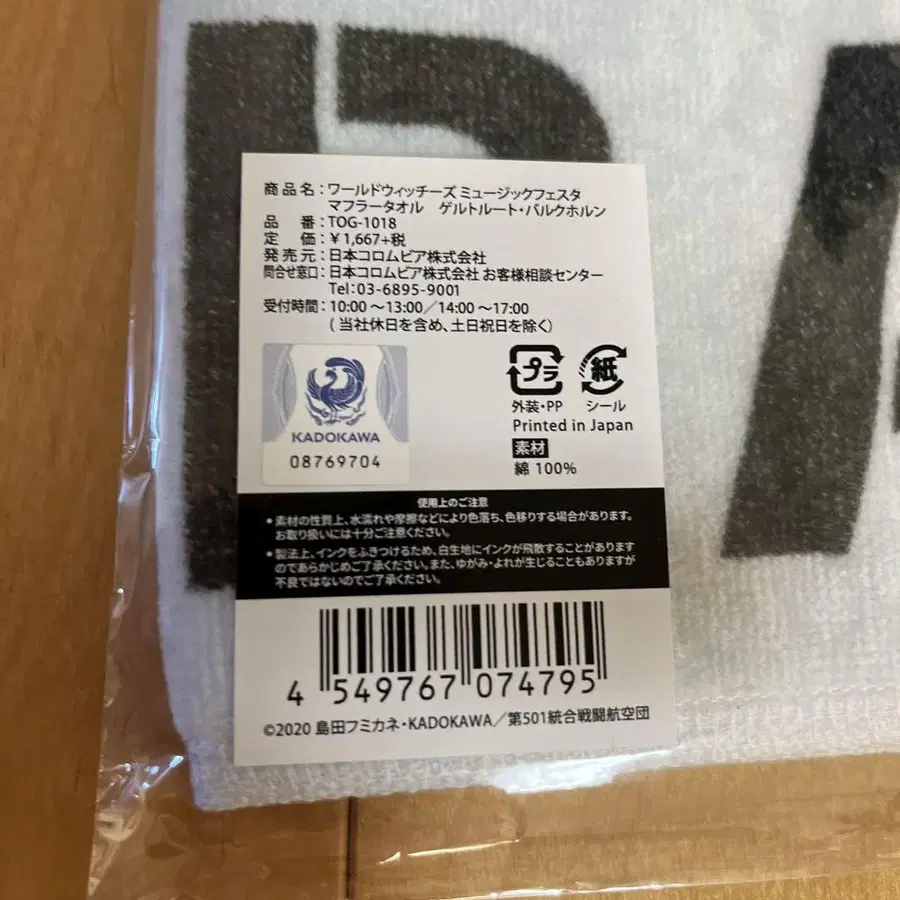 商品名：ワールドウィッチーズ ミュージックフェスタ
マフラータオル　ゲルトルート・バルクホルン
品　番：TOG-1018
定　価：￥1,667+税
発売元：日本コロムビア株式会社
問合せ窓口：日本コロムビア株式会社 お客様相談センター
Tel：03-6895-9001
受付時間：10:00 ～13:00／14:00 ～17:00
( 当社休日を含め、土日祝日を除く)
KADOKAWA
08769704
プラ
紙
外装・PP
シール
Printed in Japan
素材
綿 100%
使用上のご注意
・素材の性質上、水濡れや摩擦などにより色落ち、色移りする場合があります。
お取り扱いには十分ご注意ください。
・製法上、インクをふきつけるため、白生地にインクが飛散することがあります
のであらかじめご了承ください。また、ゆがみ・よれが生じることもありますが
不良ではないのでご了承ください。
4 549767 074795
©2020 島田フミカネ・KADOKAWA／第501統合戦闘航空団